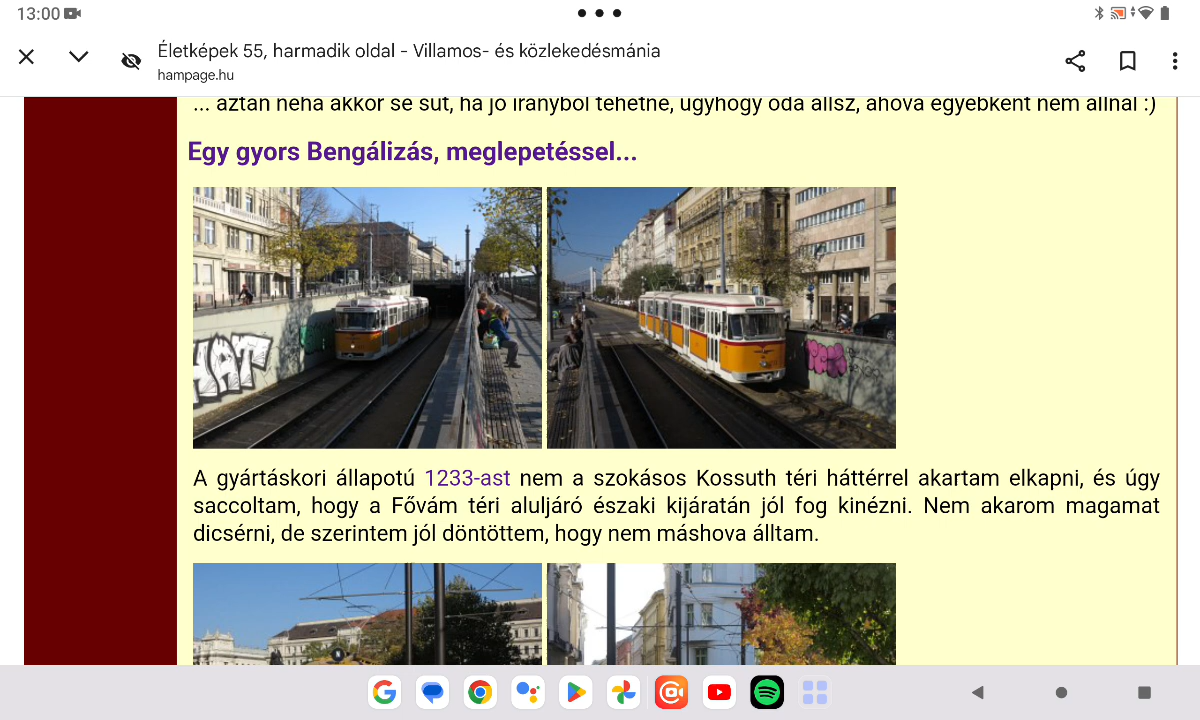 13:00
Életképek 55, harmadik oldal - Villamos- és közlekedésmánia
hampage.hu
... aztán néha akkor se süt, ha jó irányból tehetné, úgyhogy oda állsz, ahova egyébként nem állnál :)
Egy gyors Bengálizás, meglepetéssel...
HAT
A gyártáskori állapotú 1233-ast nem a szokásos Kossuth téri háttérrel akartam elkapni, és úgy
saccoltam, hogy a Fővám téri aluljáró északi kijáratán jól fog kinézni. Nem akarom magamat
dicsérni, de szerintem jól döntöttem, hogy nem máshova álltam.